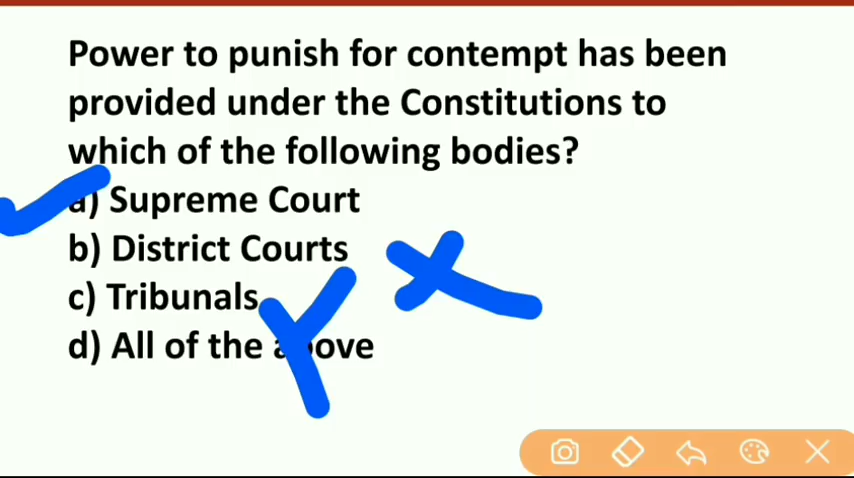 Power to punish for contempt has been
provided under the Constitutions to
which of the following bodies?
a) Supreme Court
b) District Courts
c) Tribunals
d) All of the above